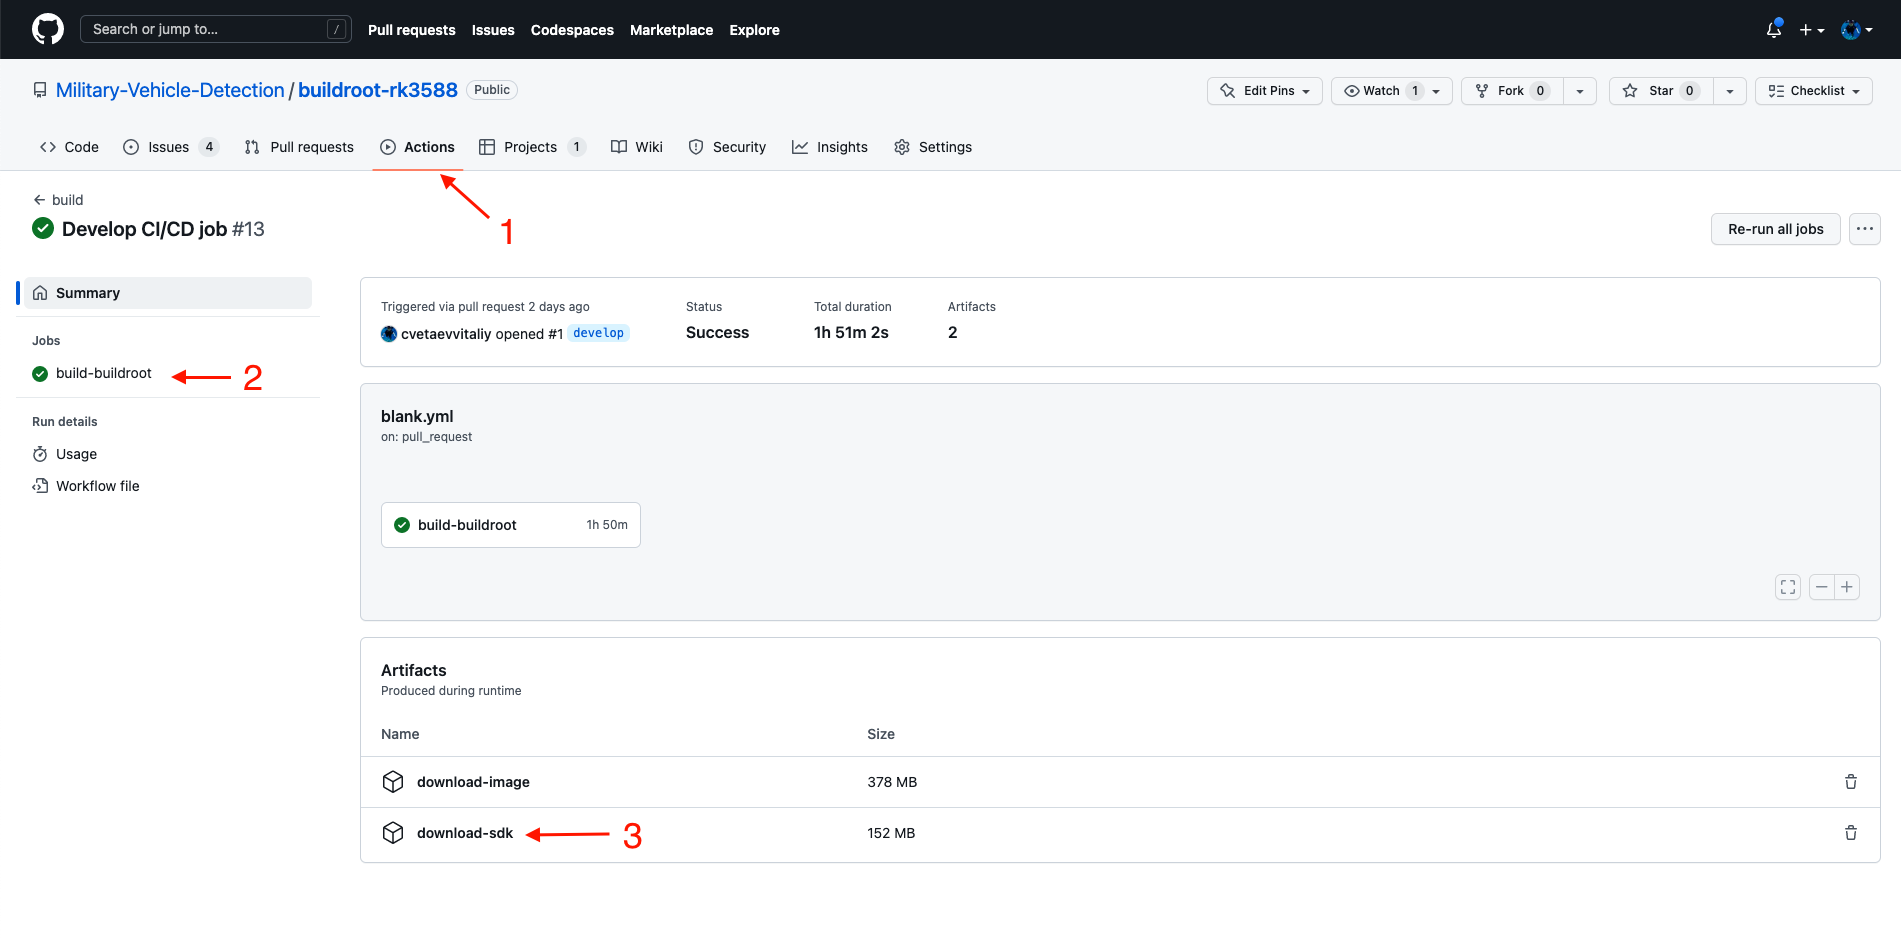 Search or jump to... / Pull requests Issues Codespaces Marketplace Explore
Military-Vehicle-Detection / buildroot-rk3588 Public Edit Pins Watch 1 Fork 0 Star 0 Checklist
Code Issues 4 Pull requests Actions Projects 1 Wiki Security Insights Settings
1
build
Develop CI/CD job #13 Re-run all jobs
Summary
Jobs
build-buildroot 2
Run details
Usage
Workflow file
Triggered via pull request 2 days ago Status Total duration Artifacts
cvetaevvitaliy opened #1 develop Success 1h 51m 2s 2
blank.yml
on: pull_request
build-buildroot 1h 50m
Artifacts
Produced during runtime
Name Size
download-image 378 MB
download-sdk 3 152 MB